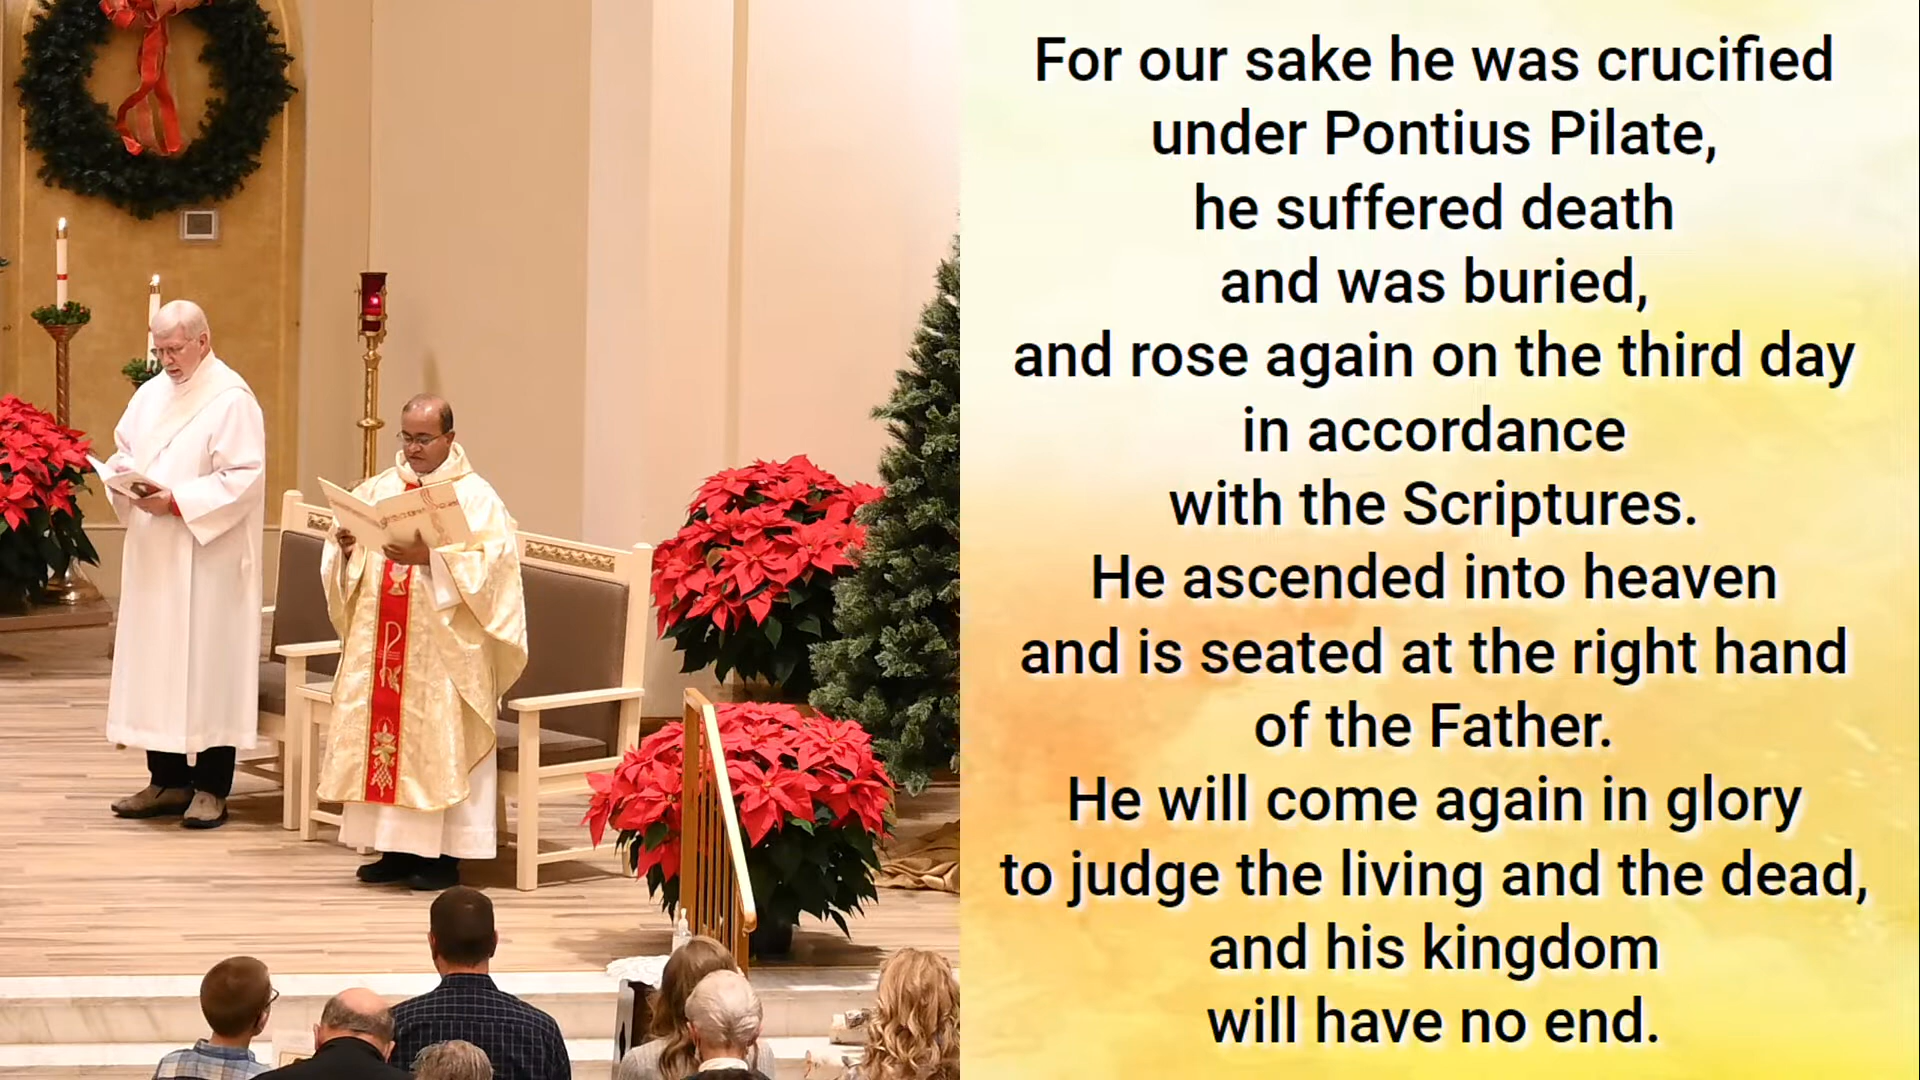 For our sake he was crucified
under Pontius Pilate,
he suffered death
and was buried,
and rose again on the third day
in accordance
with the Scriptures.
He ascended into heaven
and is seated at the right hand
of the Father.
He will come again in glory
to judge the living and the dead,
and his kingdom
will have no end.